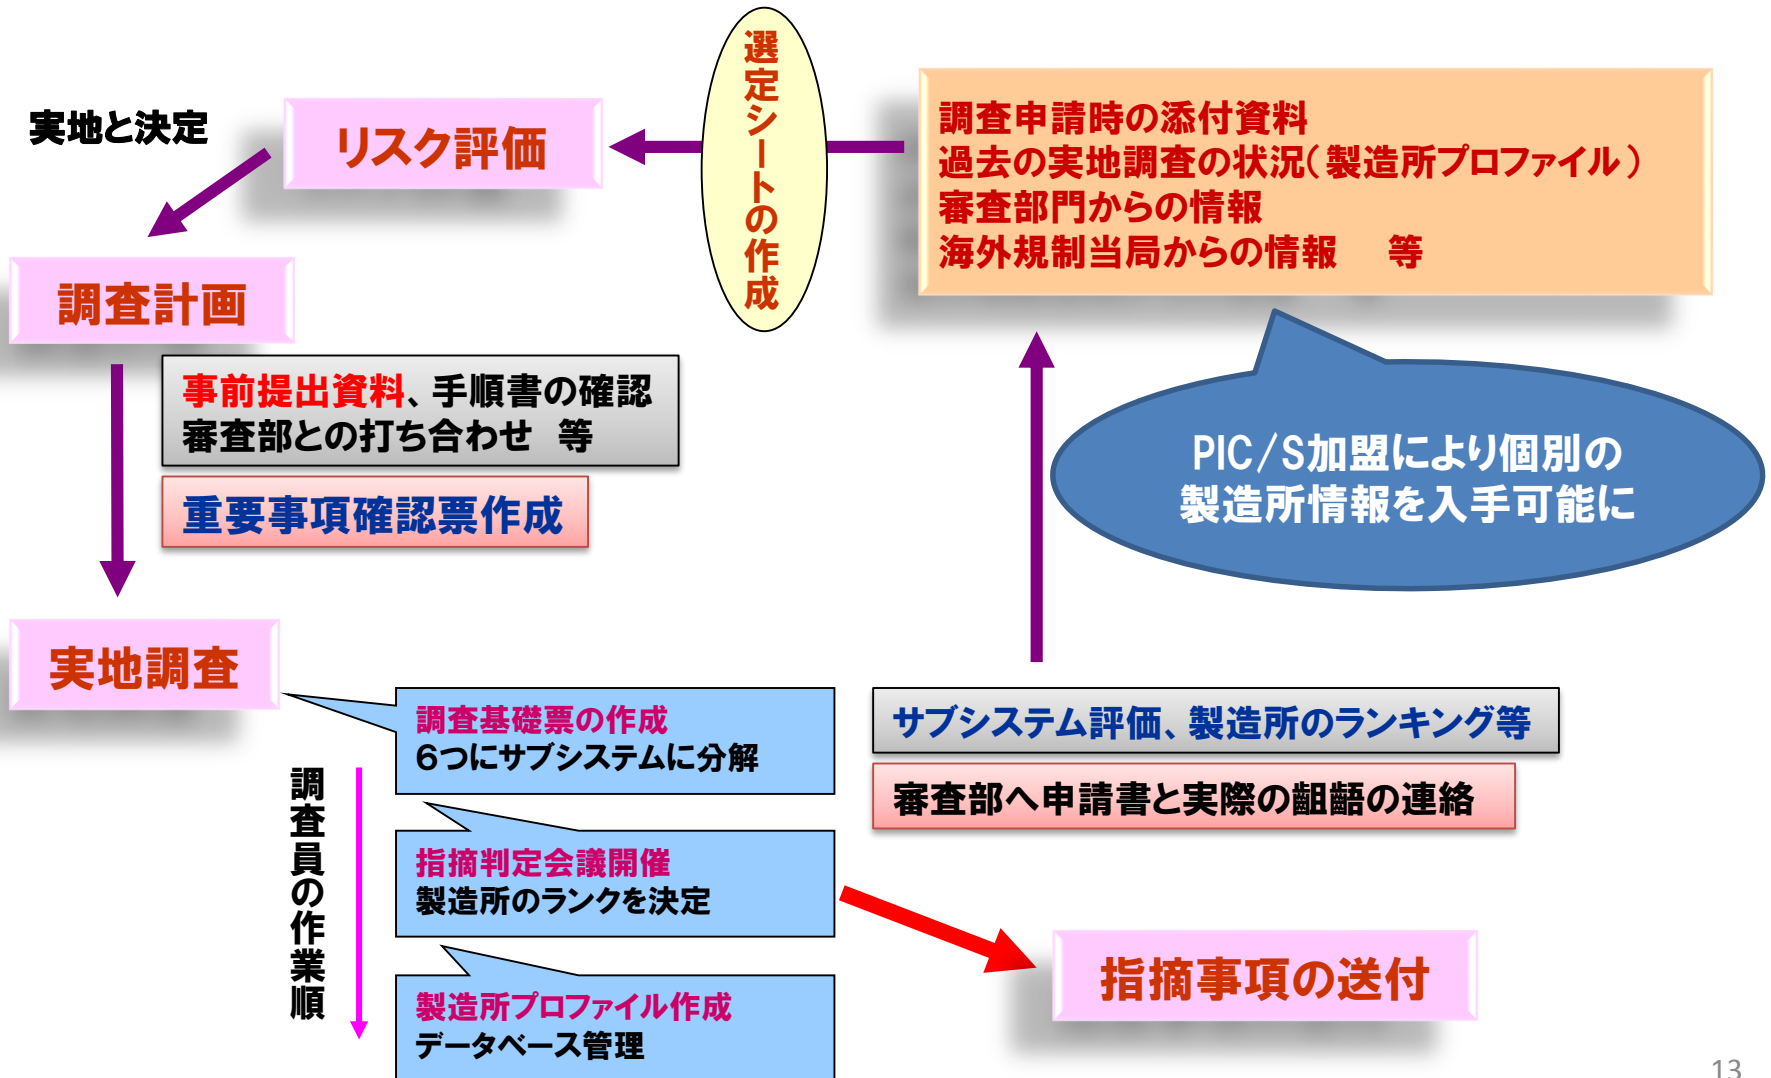 選定シートの作成
実地と決定
リスク評価
調査申請時の添付資料
過去の実地調査の状況（製造所プロファイル）
審査部門からの情報
海外規制当局からの情報　等
調査計画
事前提出資料、手順書の確認
審査部との打ち合わせ　等
重要事項確認票作成
PIC/S加盟により個別の
製造所情報を入手可能に
実地調査
調査基礎票の作成
６つにサブシステムに分解
サブシステム評価、製造所のランキング等
審査部へ申請書と実際の齟齬の連絡
調査員の作業順
指摘判定会議開催
製造所のランクを決定
指摘事項の送付
製造所プロファイル作成
データベース管理
13